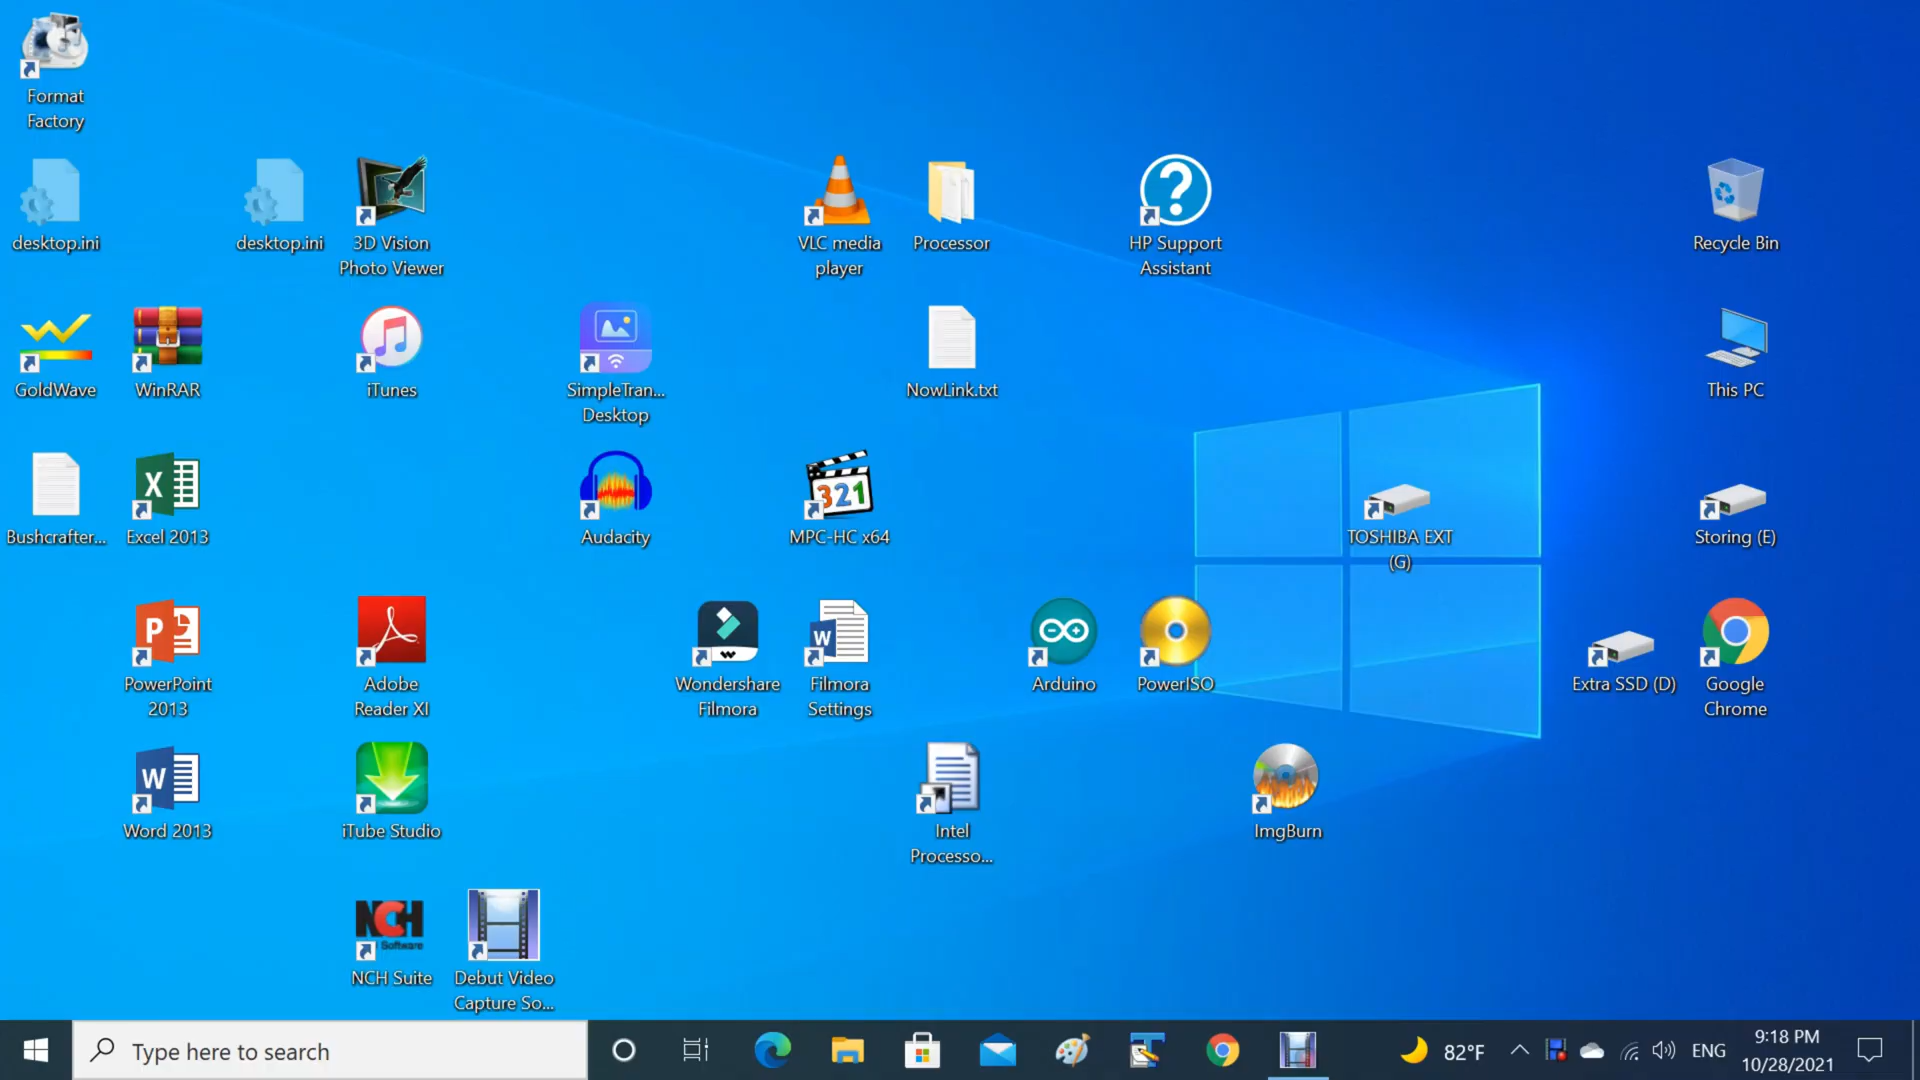 Format
Factory
desktop.ini
desktop.ini
3D Vision
Photo Viewer
VLC media
player
Processor
HP Support
Assistant
Recycle Bin
GoldWave
WinRAR
iTunes
SimpleTran...
Desktop
NowLink.txt
This PC
Bushcrafter...
X
Excel 2013
Audacity
321
MPC-HC x64
TOSHIBA EXT
(G)
Storing (E)
P
PowerPoint
2013
Adobe
Reader XI
Wondershare
Filmora
W
Filmora
Settings
Arduino
PowerISO
Extra SSD (D)
Google
Chrome
W
Word 2013
iTube Studio
Intel
Processo...
ImgBurn
NCH
Software
NCH Suite
Debut Video
Capture So...
Type here to search
82°F
ENG
9:18 PM
10/28/2021